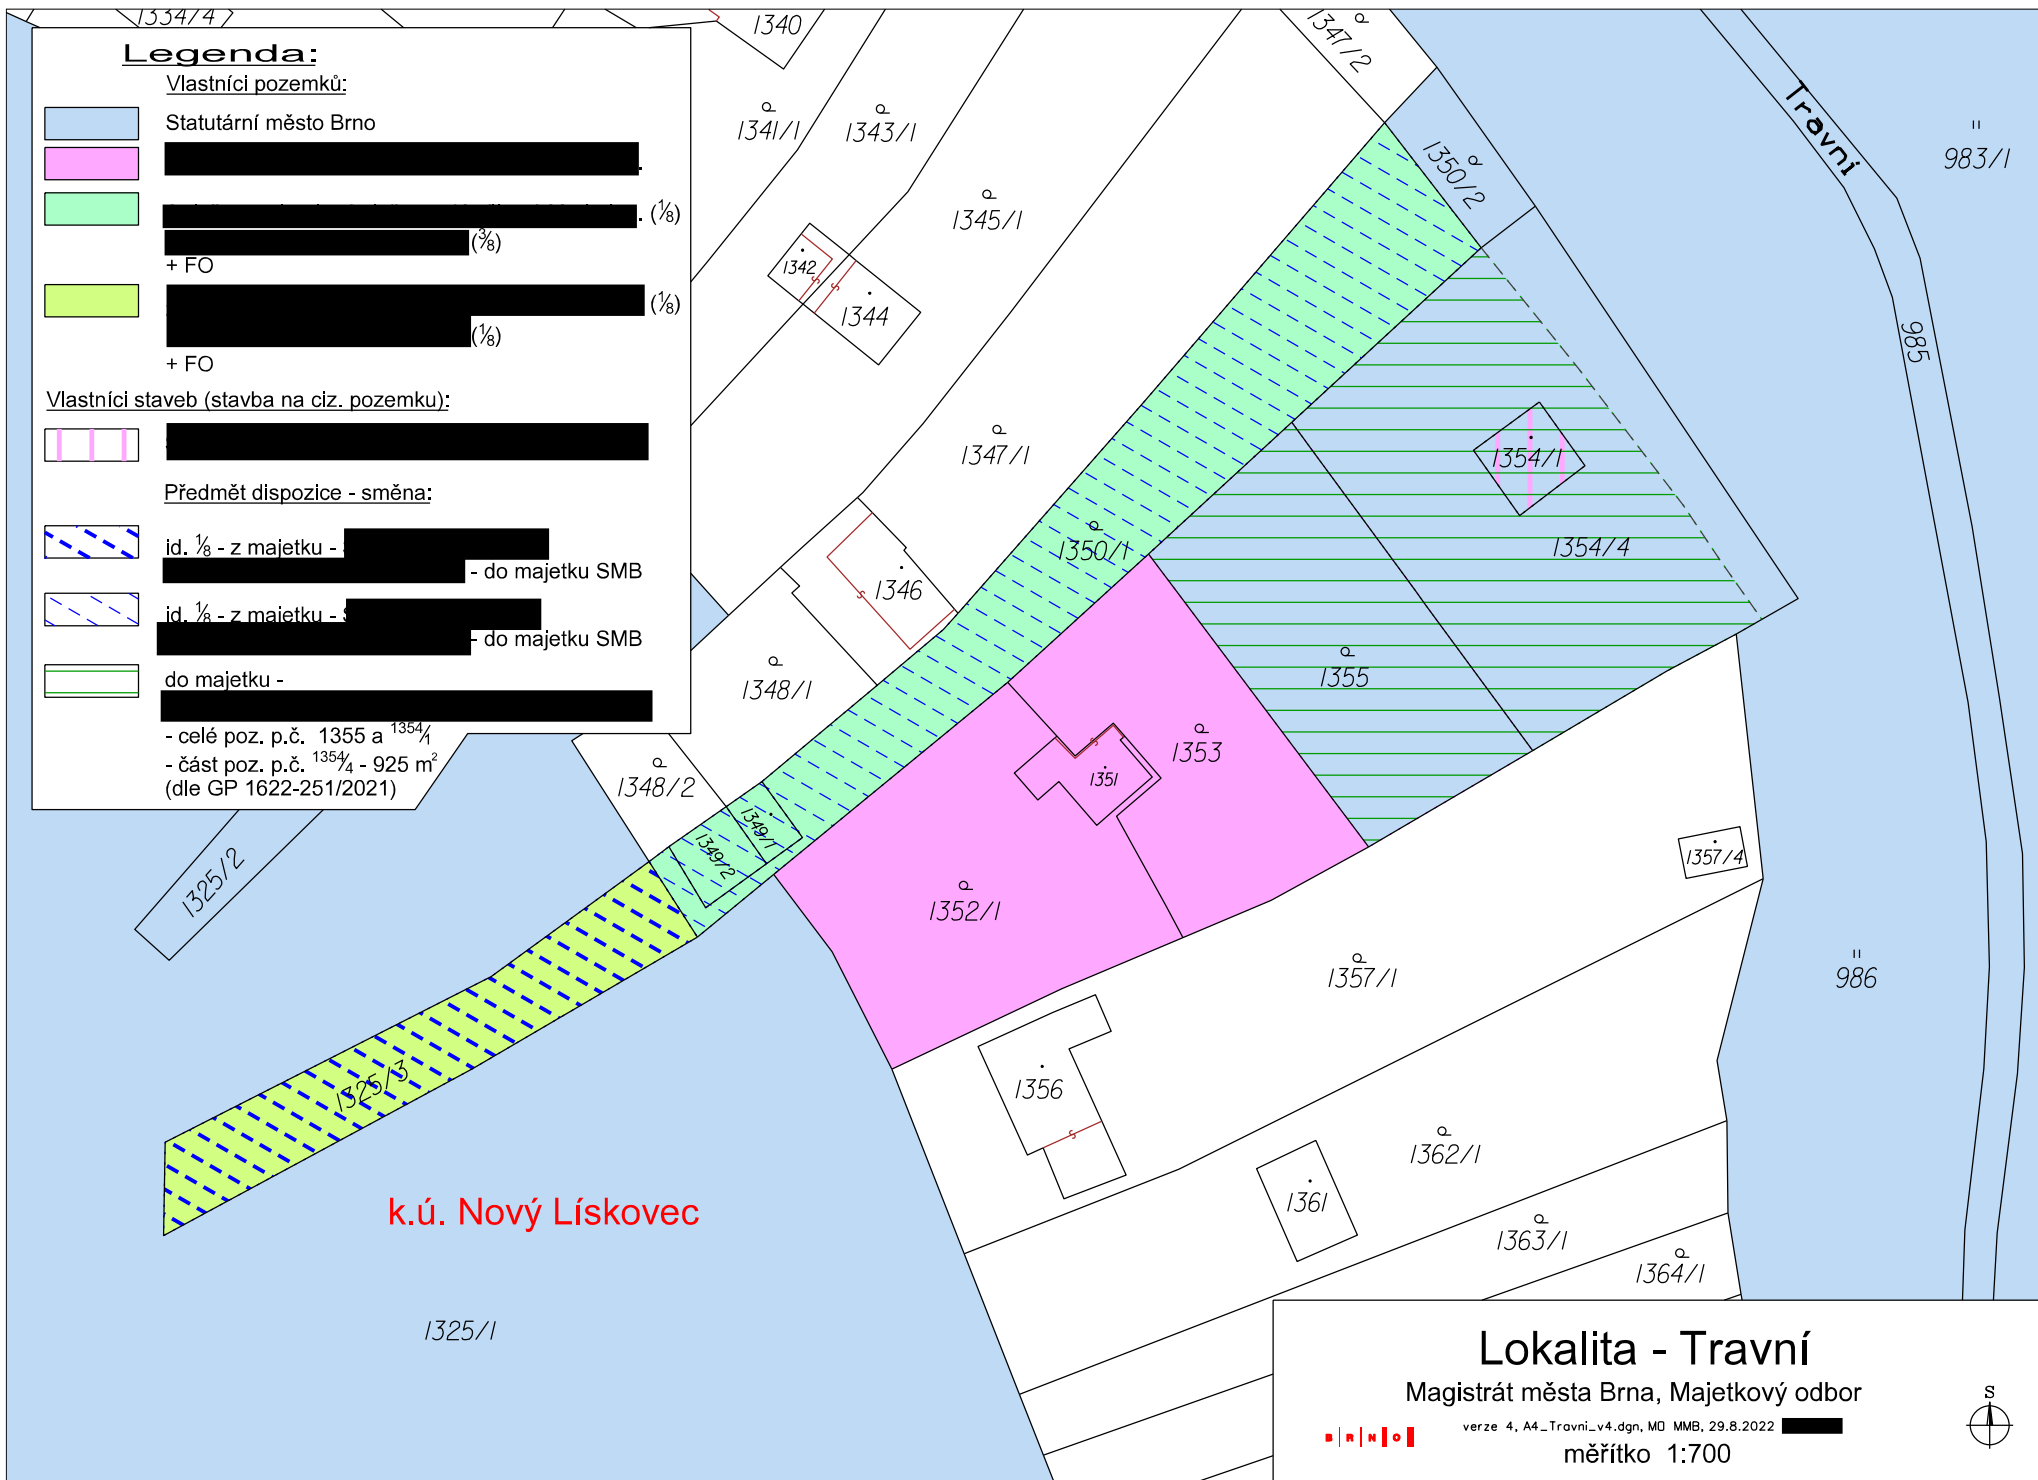 Legenda:
Vlastníci pozemků:
Statutární město Brno
. (1/8)
(3/8)
+ FO
(1/8)
(1/8)
+ FO
Vlastníci staveb (stavba na ciz. pozemku):
Předmět dispozice - směna:
id. 1/8 - z majetku -
- do majetku SMB
id. 1/8 - z majetku -
- do majetku SMB
do majetku -
- celé poz. p.č. 1355 a 1354/1
- část poz. p.č. 1354/4 - 925 m²
(dle GP 1622-251/2021)
1334/4
1340
1347/2
1341/1
1343/1
Travní
983/1
1350/2
1345/1
1342
1344
985
1347/1
1354/1
1350/1
1354/4
1346
1355
1348/1
1353
1348/2
1351
1349/1
1349/2
1357/4
1325/2
1352/1
1357/1
986
1325/3
1356
1362/1
1361
k.ú. Nový Lískovec
1363/1
1364/1
1325/1
Lokalita - Travní
Magistrát města Brna, Majetkový odbor
verze 4, A4_Travni_v4.dgn, MO MMB, 29.8.2022
BRNO
měřítko 1:700
S